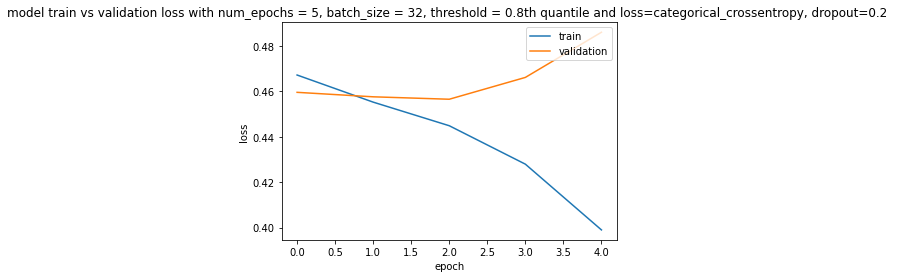 model train vs validation loss with num_epochs = 5, batch_size = 32, threshold = 0.8th quantile and loss=categorical_crossentropy, dropout=0.2
train
validation
0.48
0.46
0.44
0.42
0.40
loss
0.0 0.5 1.0 1.5 2.0 2.5 3.0 3.5 4.0
epoch